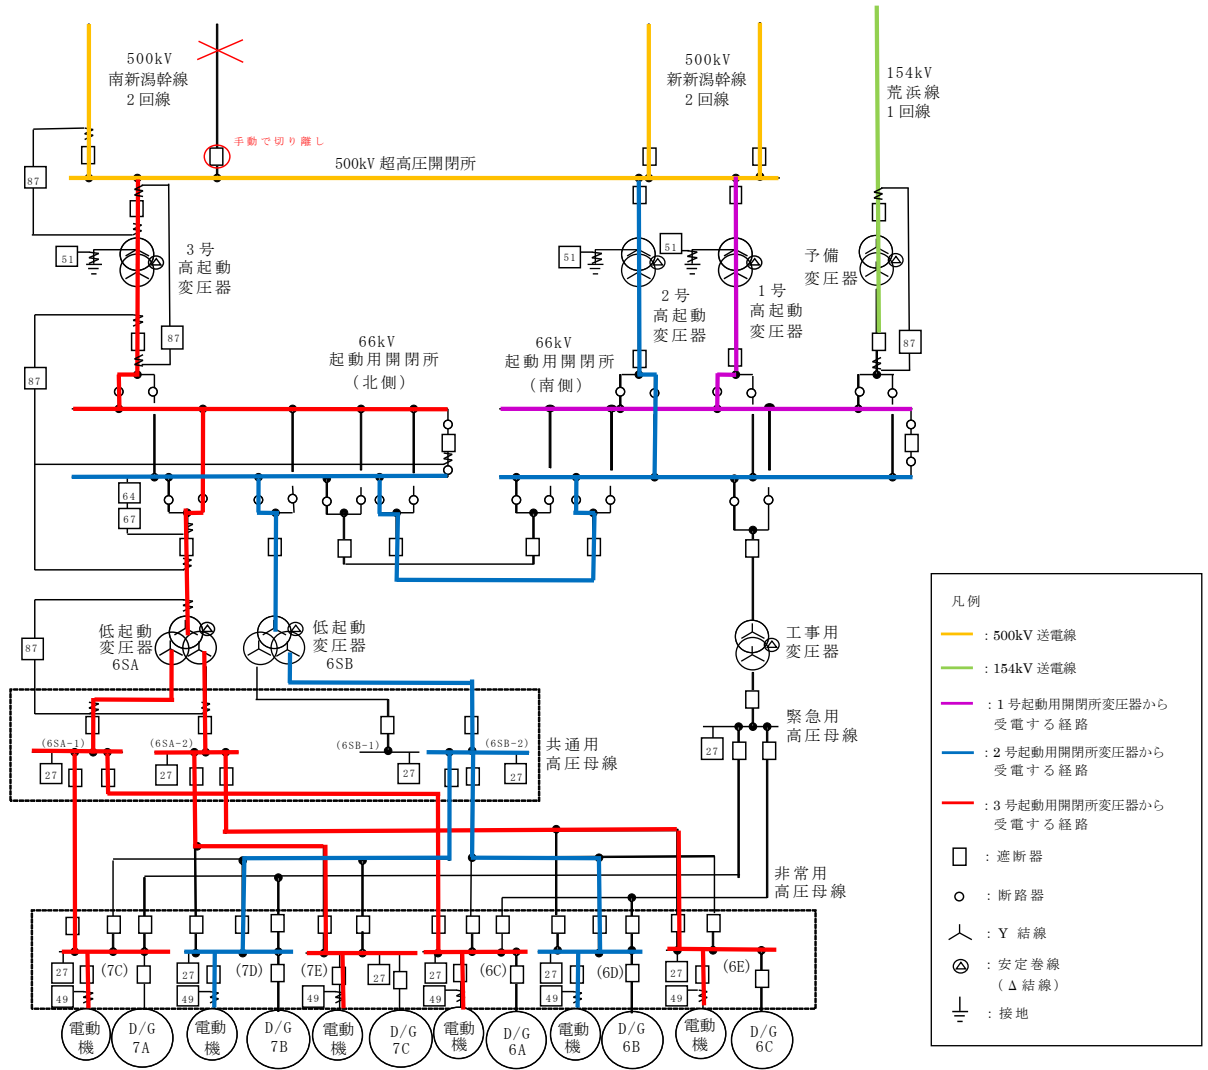 500kV
南新潟幹線
2回線
手動で切り離し
500kV
新新潟幹線
2回線
154kV
荒浜線
1回線
500kV 超高圧開閉所
87
51
3号
高起動
変圧器
87
51
51
2号
高起動
変圧器
1号
高起動
変圧器
予備
変圧器
87
87
66kV
起動用開閉所
(北側)
66kV
起動用開閉所
(南側)
64
67
87
低起動
変圧器
6SA
低起動
変圧器
6SB
工事用
変圧器
(6SA-1)
(6SA-2)
(6SB-1)
(6SB-2)
27
27
27
27
共通用
高圧母線
緊急用
高圧母線
27
非常用
高圧母線
27
(7C)
27
(7D)
(7E)
27
27
(6C)
27
(6D)
27
(6E)
49
49
49
49
49
49
電動
機
D/G
7A
電動
機
D/G
7B
電動
機
D/G
7C
電動
機
D/G
6A
電動
機
D/G
6B
電動
機
D/G
6C
凡例
:500kV 送電線
:154kV 送電線
:1号起動用開閉所変圧器から
受電する経路
:2号起動用開閉所変圧器から
受電する経路
:3号起動用開閉所変圧器から
受電する経路
:遮断器
:断路器
:Y 結線
:安定巻線
(Δ結線)
:接地